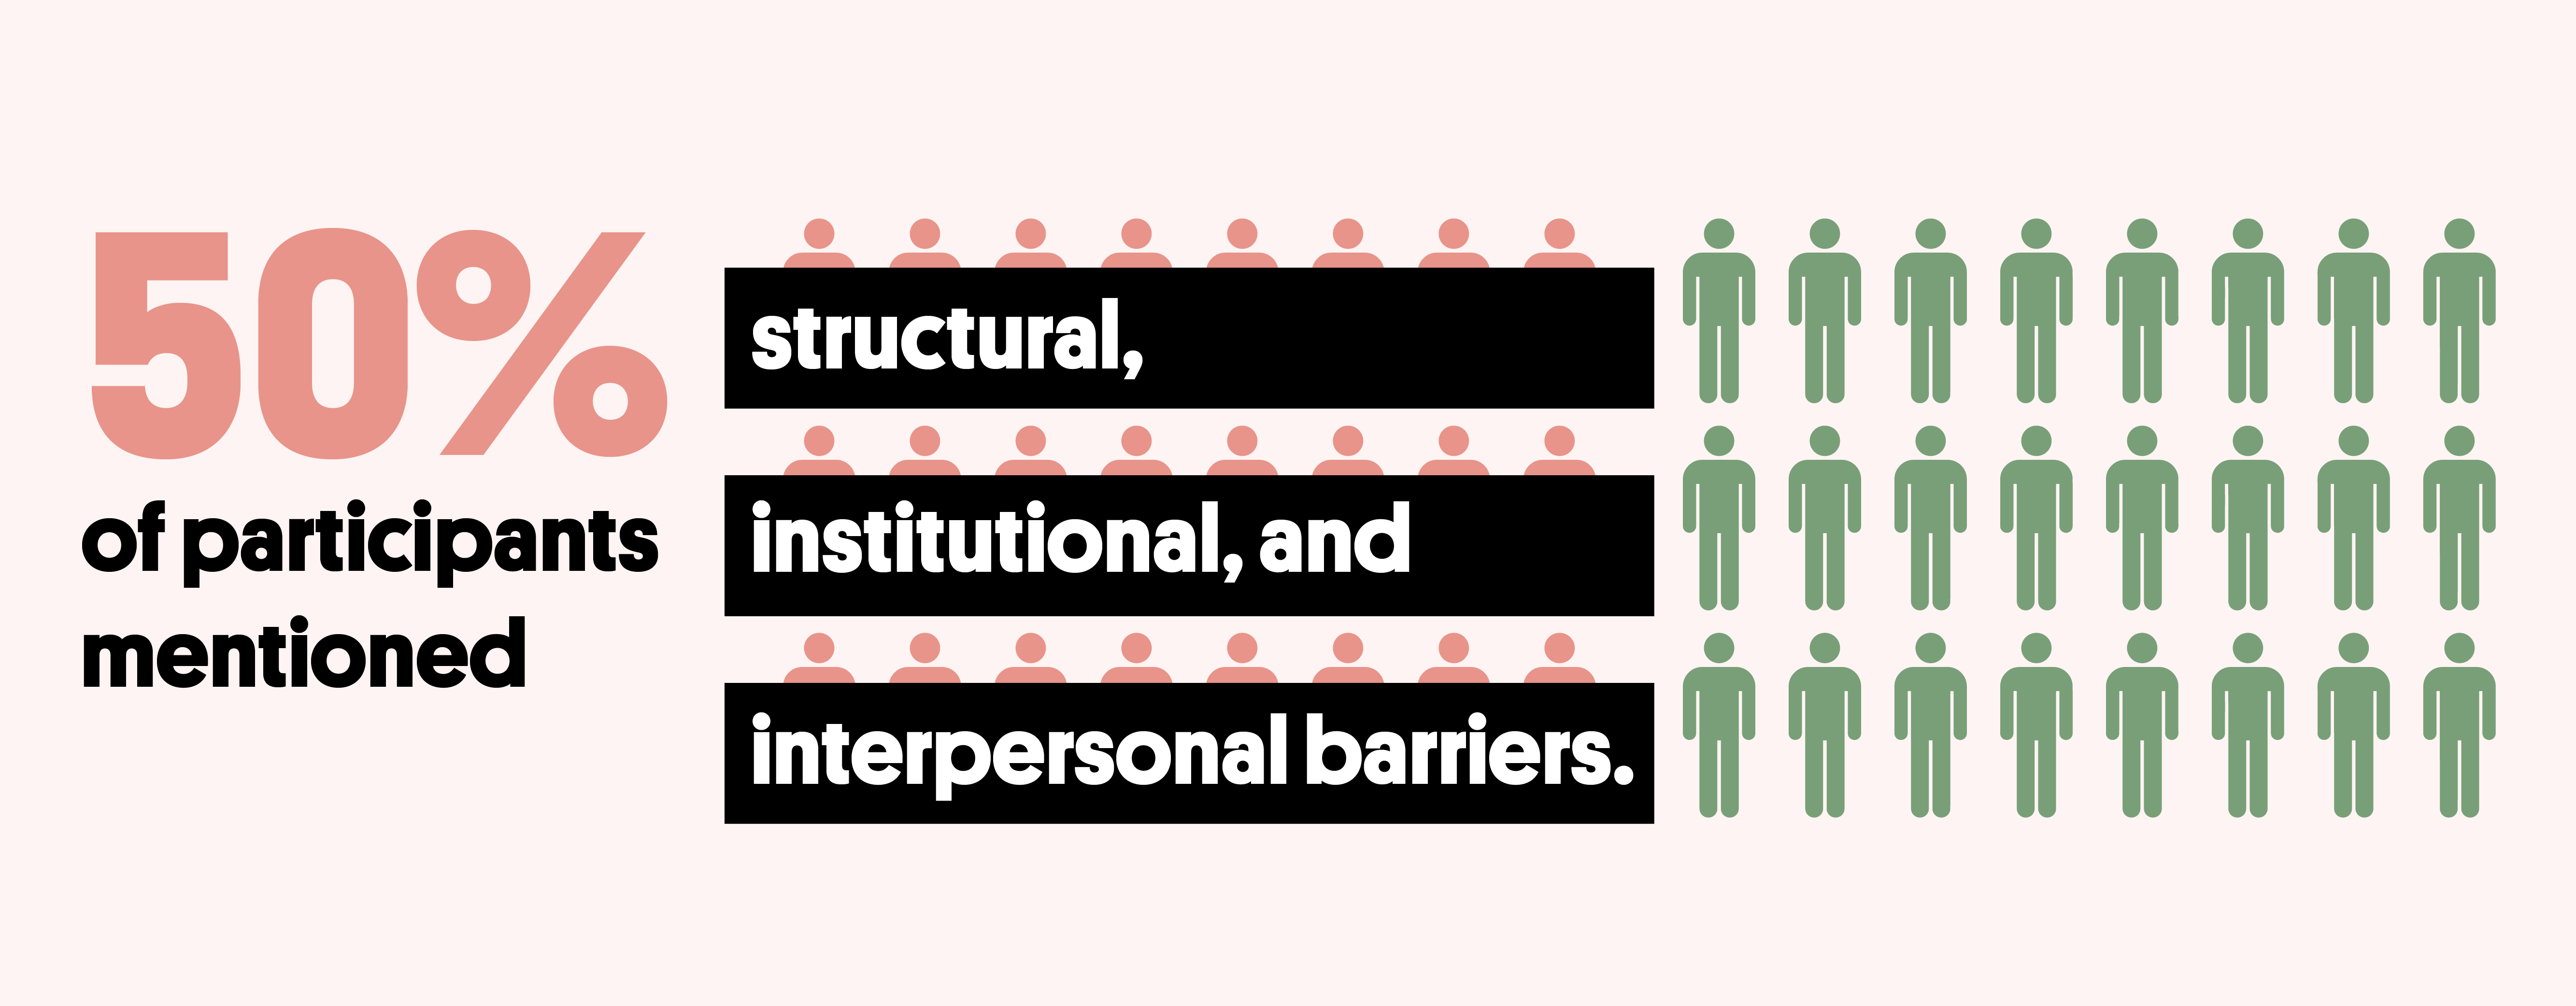 50%
of participants
mentioned
structural,
institutional, and
interpersonal barriers.